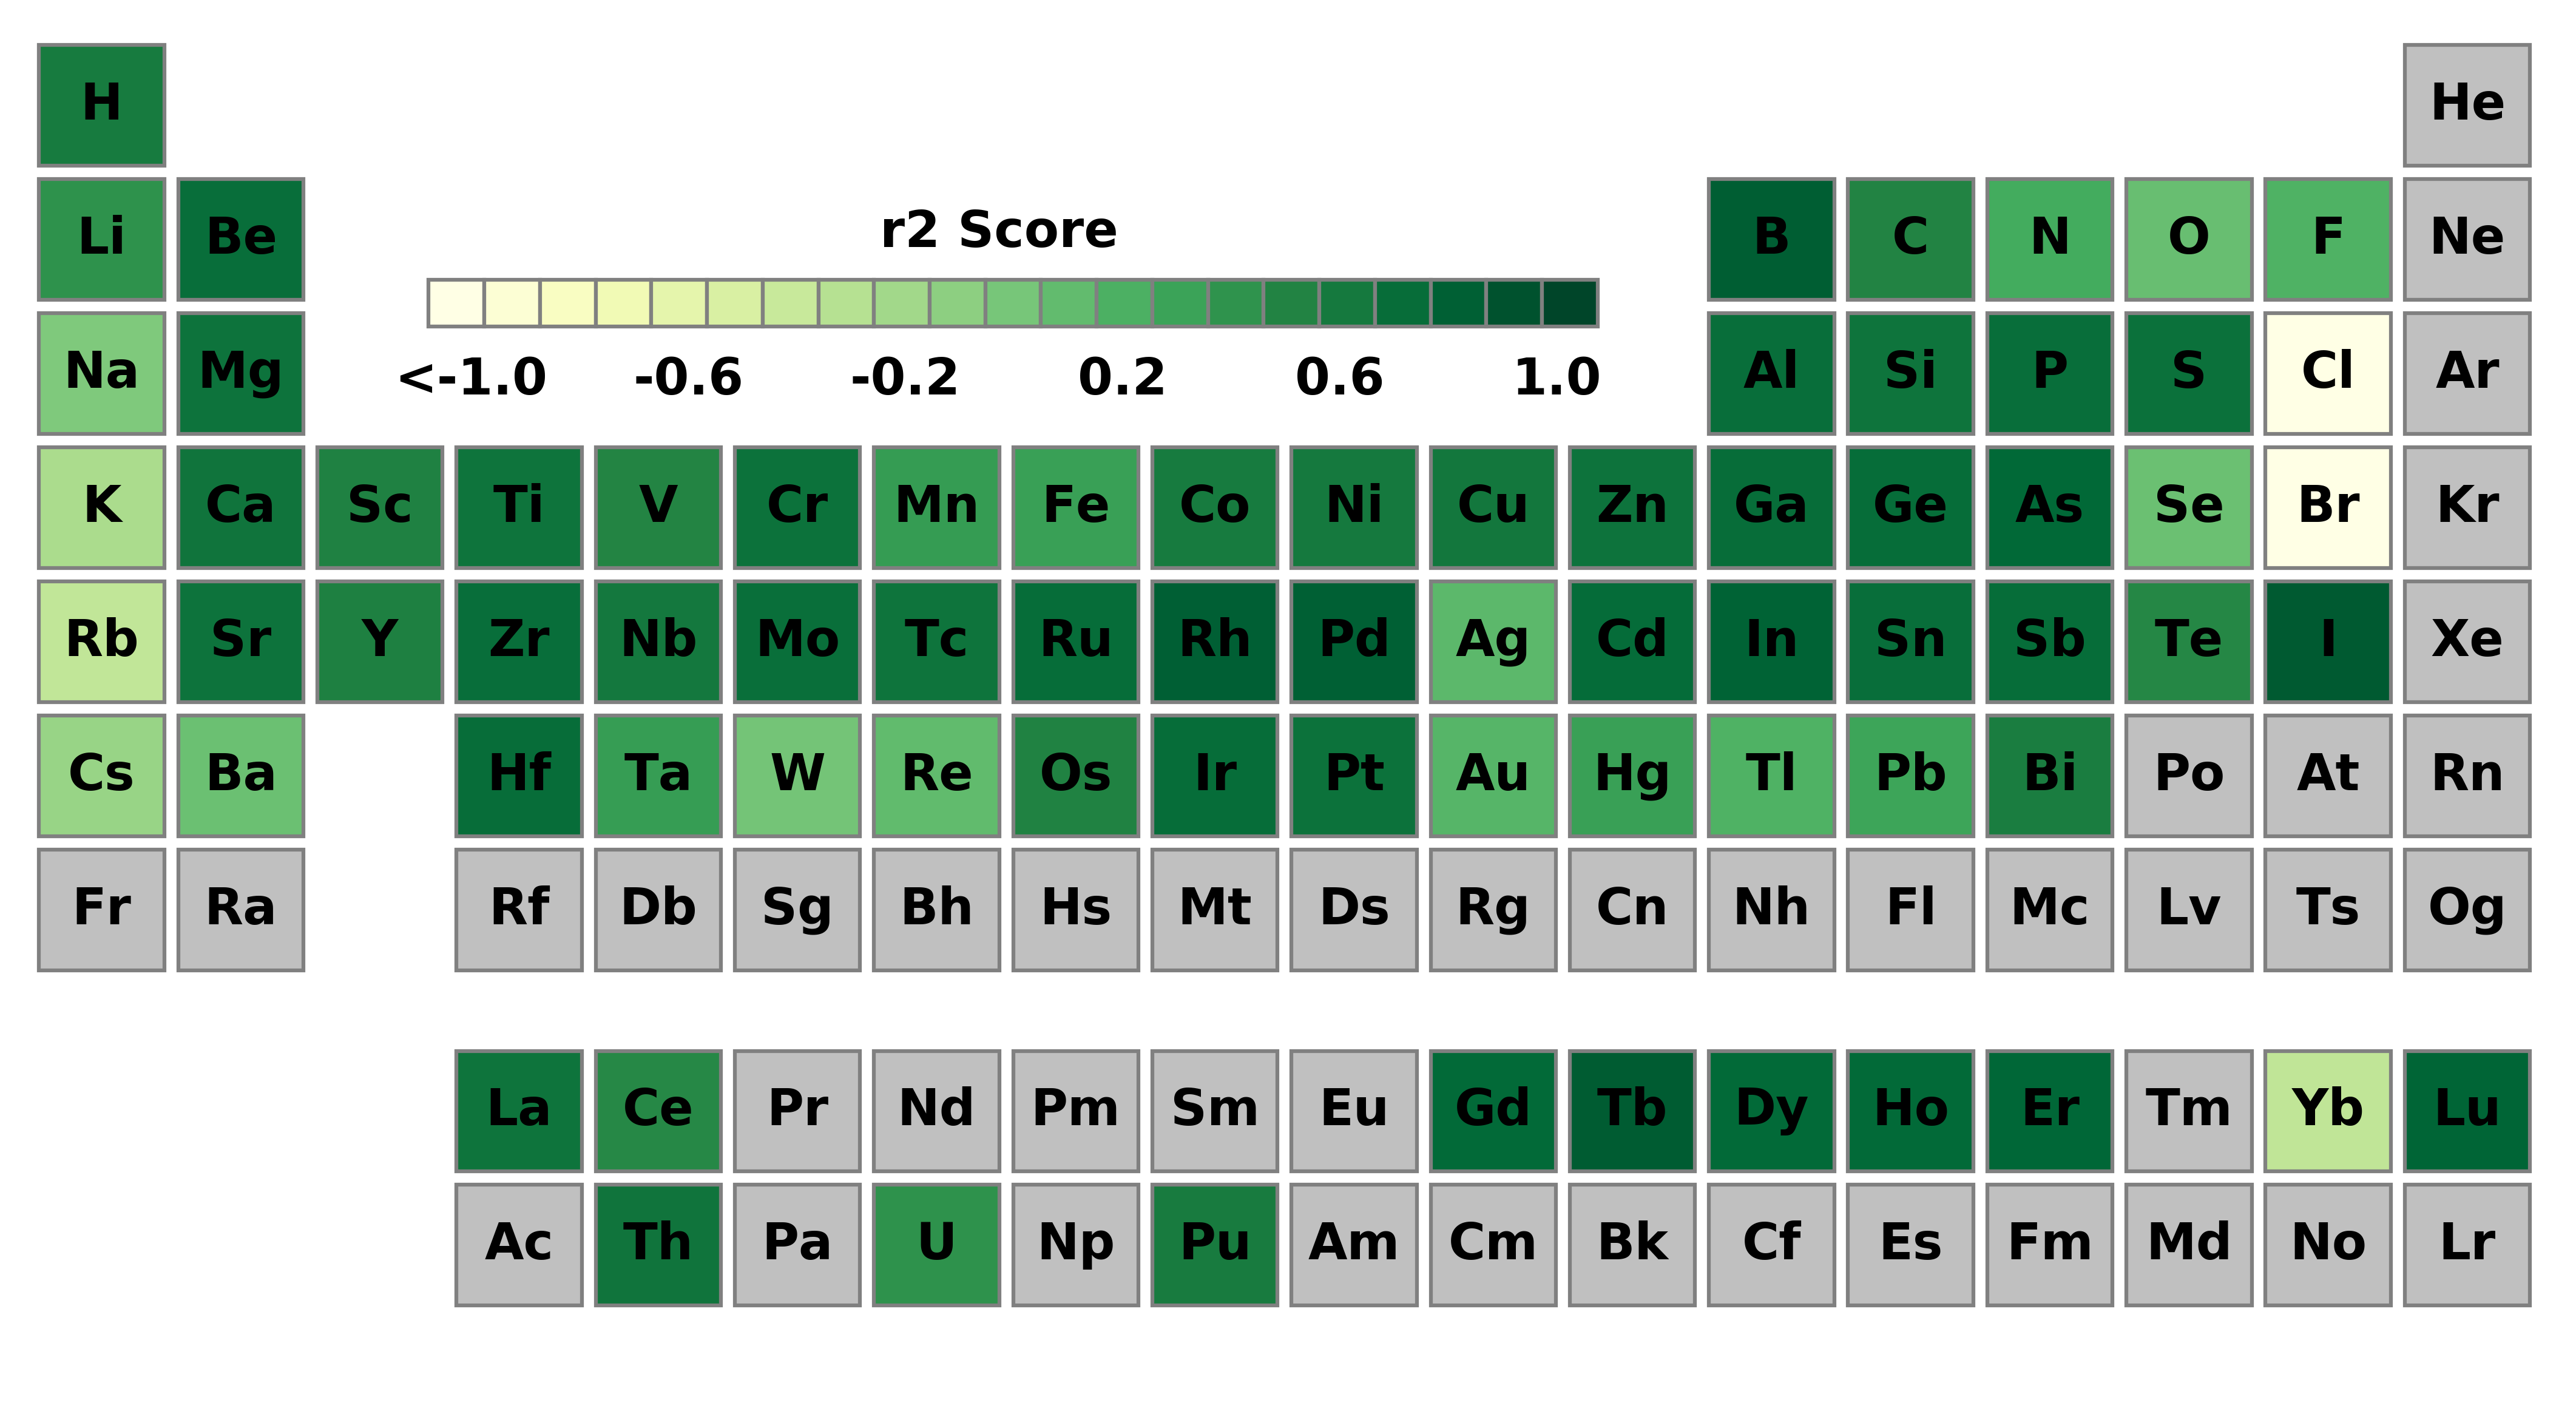 H He
Li Be B C N O F Ne
r2 Score
Na Mg Al Si P S Cl Ar
<-1.0 -0.6 -0.2 0.2 0.6 1.0
K Ca Sc Ti V Cr Mn Fe Co Ni Cu Zn Ga Ge As Se Br Kr
Rb Sr Y Zr Nb Mo Tc Ru Rh Pd Ag Cd In Sn Sb Te I Xe
Cs Ba Hf Ta W Re Os Ir Pt Au Hg Tl Pb Bi Po At Rn
Fr Ra Rf Db Sg Bh Hs Mt Ds Rg Cn Nh Fl Mc Lv Ts Og
La Ce Pr Nd Pm Sm Eu Gd Tb Dy Ho Er Tm Yb Lu
Ac Th Pa U Np Pu Am Cm Bk Cf Es Fm Md No Lr